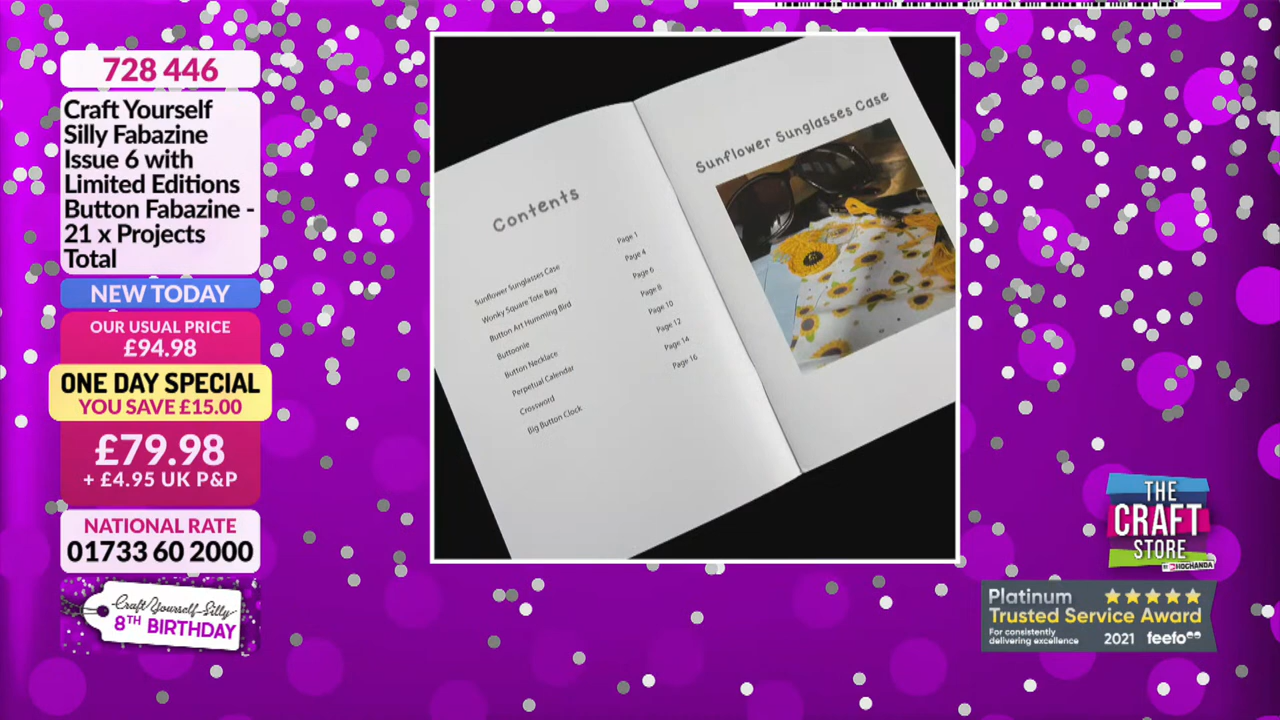 728 446
Craft Yourself
Silly Fabazine
Issue 6 with
Limited Editions
Button Fabazine -
21 x Projects
Total
NEW TODAY
OUR USUAL PRICE
£94.98
ONE DAY SPECIAL
YOU SAVE £15.00
£79.98
+ £4.95 UK P&P
NATIONAL RATE
01733 60 2000
Craft Yourself Silly
8TH BIRTHDAY
Contents
Sunflower Sunglasses Case Page 1
Wonky Square Tote Bag Page 4
Button Art Humming Bird Page 6
Buttoonie Page 8
Button Necklace Page 10
Perpetual Calendar Page 12
Crossword Page 14
Big Button Clock Page 16
Sunflower Sunglasses Case
THE
CRAFT
STORE
BY HOCHANDA
Platinum
Trusted Service Award
For consistently
delivering excellence
2021 feefo